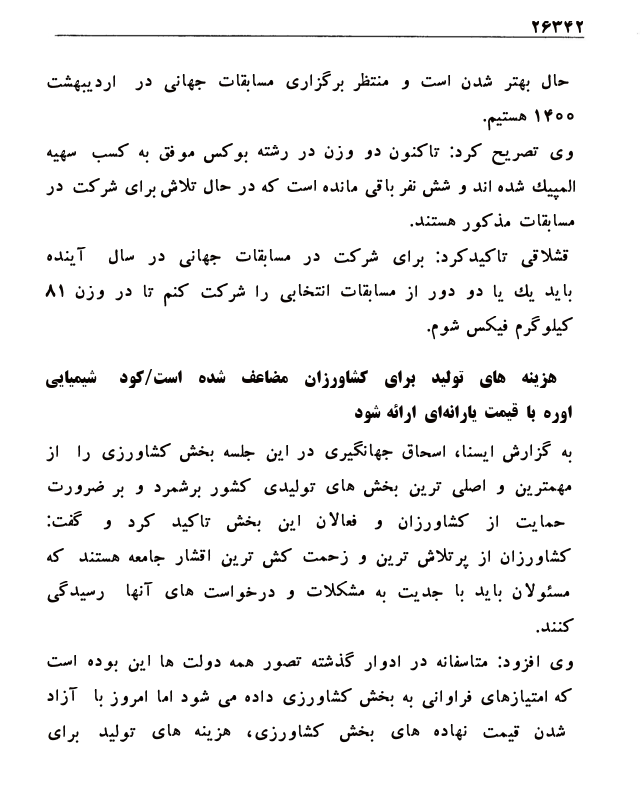 ۲۶۳۴۲
حال بهتر شدن است و منتظر برگزاری مسابقات جهانی در اردیبهشت
۱۴۰۰ هستیم.
وی تصریح کرد: تاکنون دو وزن در رشته بوکس موفق به کسب سهیه
المپیك شده اند و شش نفر باقی مانده است که در حال تلاش برای شرکت در
مسابقات مذکور هستند.
قشلاقی تاکیدکرد: برای شرکت در مسابقات جهانی در سال آینده
باید یك یا دو دور از مسابقات انتخابی را شرکت کنم تا در وزن ۸۱
کیلوگرم فیکس شوم.
هزینه های تولید برای کشاورزان مضاعف شده است/کود شیمیایی
اوره با قیمت یارانه‌ای ارائه شود
به گزارش ایسنا، اسحاق جهانگیری در این جلسه بخش کشاورزی را از
مهمترین و اصلی ترین بخش های تولیدی کشور برشمرد و بر ضرورت
حمایت از کشاورزان و فعالان این بخش تاکید کرد و گفت:
کشاورزان از پرتلاش ترین و زحمت کش ترین اقشار جامعه هستند که
مسئولان باید با جدیت به مشکلات و درخواست های آنها رسیدگی
کنند.
وی افزود: متاسفانه در ادوار گذشته تصور همه دولت ها این بوده است
که امتیازهای فراوانی به بخش کشاورزی داده می شود اما امروز با آزاد
شدن قیمت نهاده های بخش کشاورزی، هزینه های تولید برای